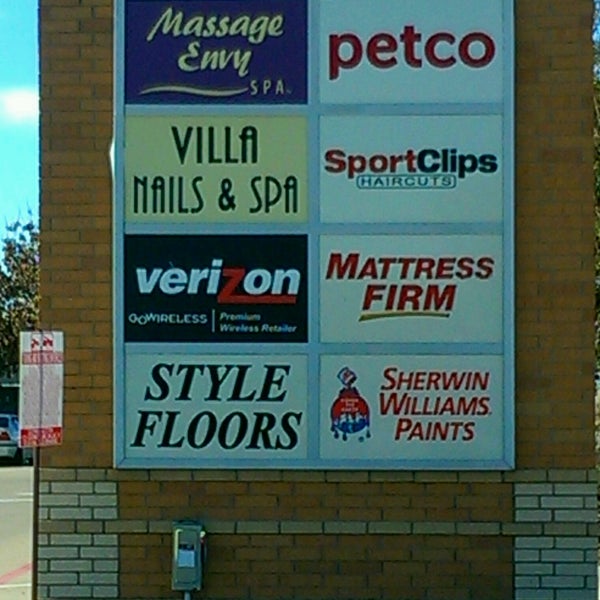 Massage
Envy
SPA
petco
VILLA
NAILS & SPA
SportClips
HAIRCUTS
verizon
GOWIRELESS
Premium
Wireless Retailer
MATTRESS
FIRM
STYLE
FLOORS
SHERWIN
WILLIAMS.
PAINTS